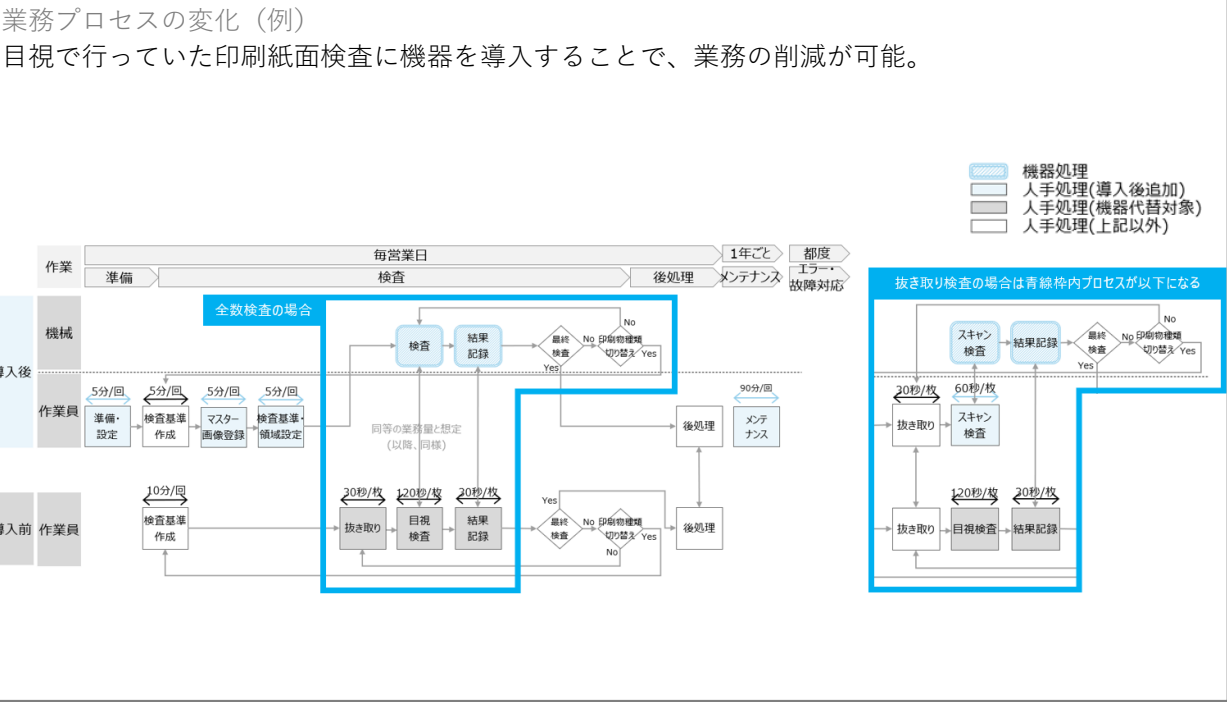 業務プロセスの変化（例）
目視で行っていた印刷紙面検査に機器を導入することで、業務の削減が可能。
機器処理
人手処理(導入後追加)
人手処理(機器代替対象)
人手処理(上記以外)
作業
毎営業日
1年ごと
都度
準備
検査
後処理
メンテナンス
エラー・
故障対応
全数検査の場合
抜き取り検査の場合は青線枠内プロセスが以下になる
導入後
機械
検査
結果
記録
最終
検査
No
Yes
印刷物種類
切り替え
No
Yes
作業員
5分/回
準備・
設定
5分/回
検査基準
作成
5分/回
マスター
画像登録
5分/回
検査基準・
領域設定
同等の業務量と想定
(以降、同様)
後処理
90分/回
メンテ
ナンス
導入前
作業員
10分/回
検査基準
作成
30秒/枚
抜き取り
120秒/枚
目視
検査
30秒/枚
結果
記録
Yes
最終
検査
No
印刷物種類
切り替え
Yes
No
後処理
スキャン
検査
結果記録
最終
検査
No
Yes
印刷物種類
切り替え
No
Yes
30秒/枚
抜き取り
60秒/枚
スキャン
検査
抜き取り
120秒/枚
目視検査
30秒/枚
結果記録